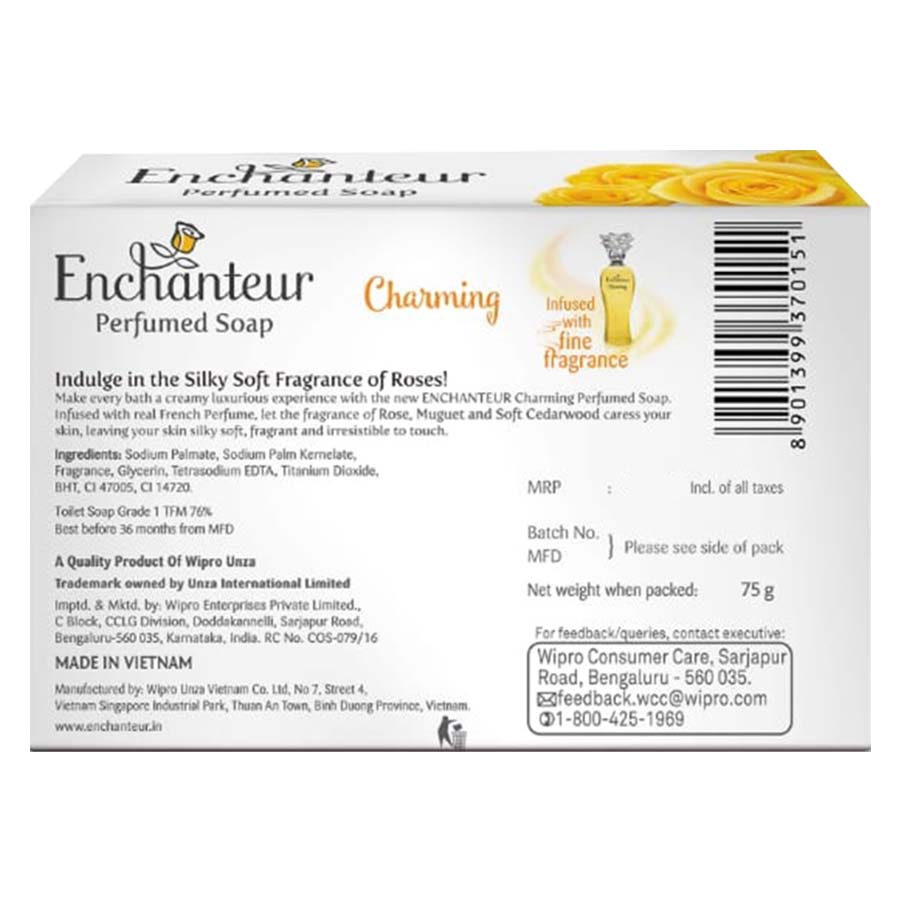 Enchanteur
Perfumed Soap
Enchanteur
Perfumed Soap
Charming
Infused
with
fine
fragrance
8 901399 370151
Indulge in the Silky Soft Fragrance of Roses!
Make every bath a creamy luxurious experience with the new ENCHANTEUR Charming Perfumed Soap.
Infused with real French Perfume, let the fragrance of Rose, Muguet and Soft Cedarwood caress your
skin, leaving your skin silky soft, fragrant and irresistible to touch.
Ingredients: Sodium Palmate, Sodium Palm Kernelate,
Fragrance, Glycerin, Tetrasodium EDTA, Titanium Dioxide,
BHT, CI 47005, CI 14720.
Toilet Soap Grade 1 TFM 76%
Best before 36 months from MFD
A Quality Product Of Wipro Unza
Trademark owned by Unza International Limited
Imptd. & Mktd. by: Wipro Enterprises Private Limited.,
C Block, CCLG Division, Doddakannelli, Sarjapur Road,
Bengaluru-560 035, Karnataka, India. RC No. COS-079/16
MADE IN VIETNAM
Manufactured by: Wipro Unza Vietnam Co. Ltd, No 7, Street 4,
Vietnam Singapore Industrial Park, Thuan An Town, Binh Duong Province, Vietnam.
www.enchanteur.in
MRP : Incl. of all taxes
Batch No.
MFD } Please see side of pack
Net weight when packed: 75 g
For feedback/queries, contact executive:
Wipro Consumer Care, Sarjapur
Road, Bengaluru - 560 035.
feedback.wcc@wipro.com
1-800-425-1969